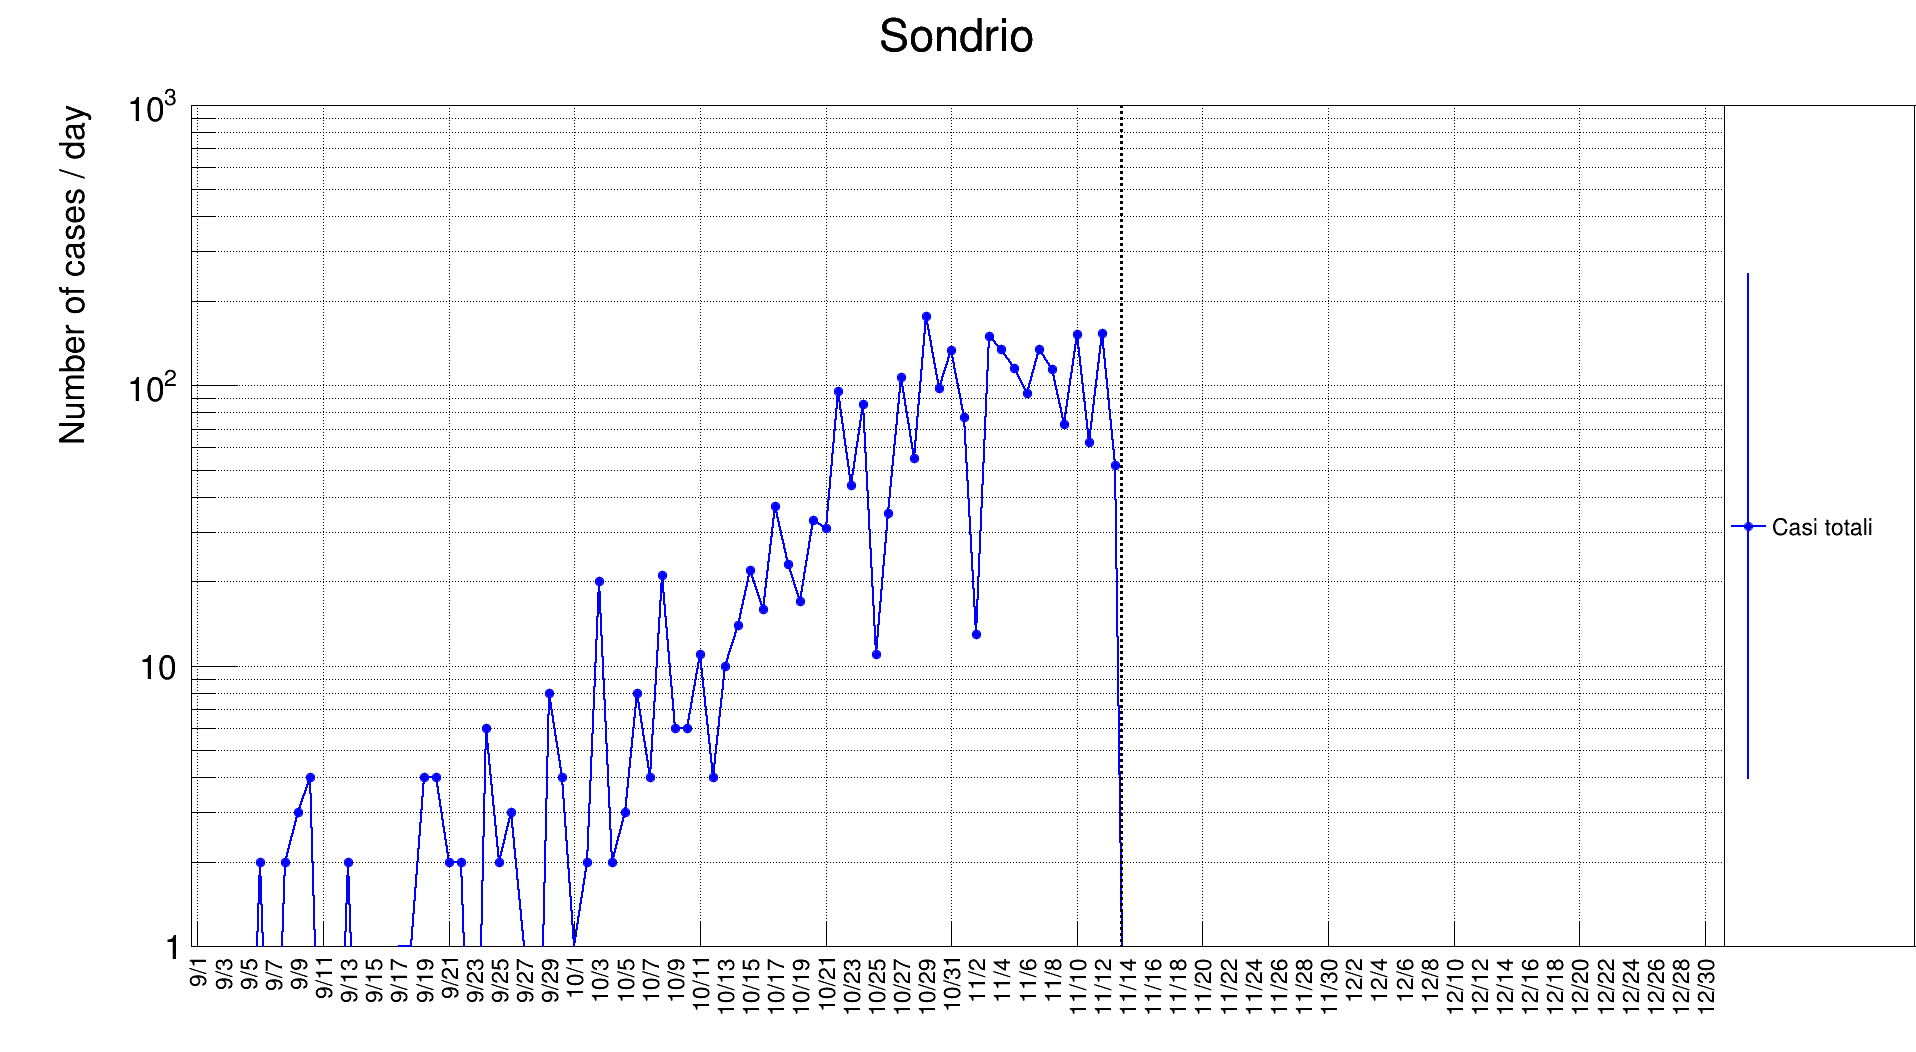 Sondrio
Number of cases / day
10^3
10^2
10
1
9/1 9/3 9/5 9/7 9/9 9/11 9/13 9/15 9/17 9/19 9/21 9/23 9/25 9/27 9/29 10/1 10/3 10/5 10/7 10/9 10/11 10/13 10/15 10/17 10/19 10/21 10/23 10/25 10/27 10/29 10/31 11/2 11/4 11/6 11/8 11/10 11/12 11/14 11/16 11/18 11/20 11/22 11/24 11/26 11/28 11/30 12/2 12/4 12/6 12/8 12/10 12/12 12/14 12/16 12/18 12/20 12/22 12/24 12/26 12/28 12/30
Casi totali